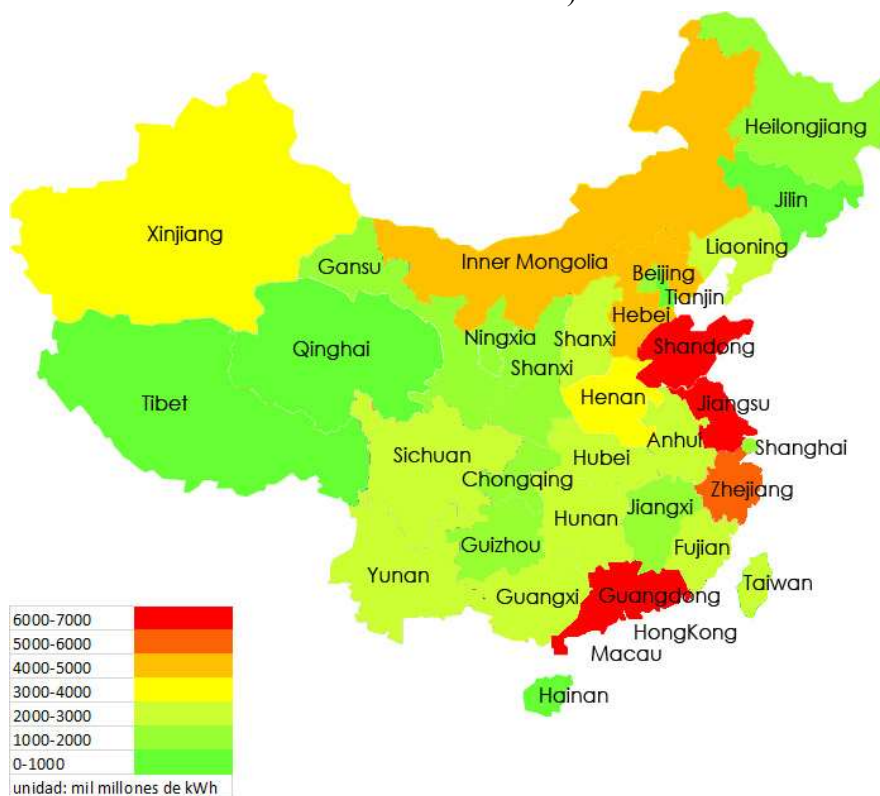 )
Heilongjiang
Jilin
Xinjiang
Liaoning
Gansu
Inner Mongolia
Beijing
Tianjin
Hebei
Ningxia
Shanxi
Shandong
Qinghai
Shanxi
Tibet
Henan
Jiangsu
Anhui
Shanghai
Sichuan
Hubei
Chongqing
Zhejiang
Jiangxi
Hunan
Guizhou
Fujian
Yunan
Taiwan
Guangxi
Guangdong
HongKong
Macau
Hainan
6000-7000
5000-6000
4000-5000
3000-4000
2000-3000
1000-2000
0-1000
unidad: mil millones de kWh